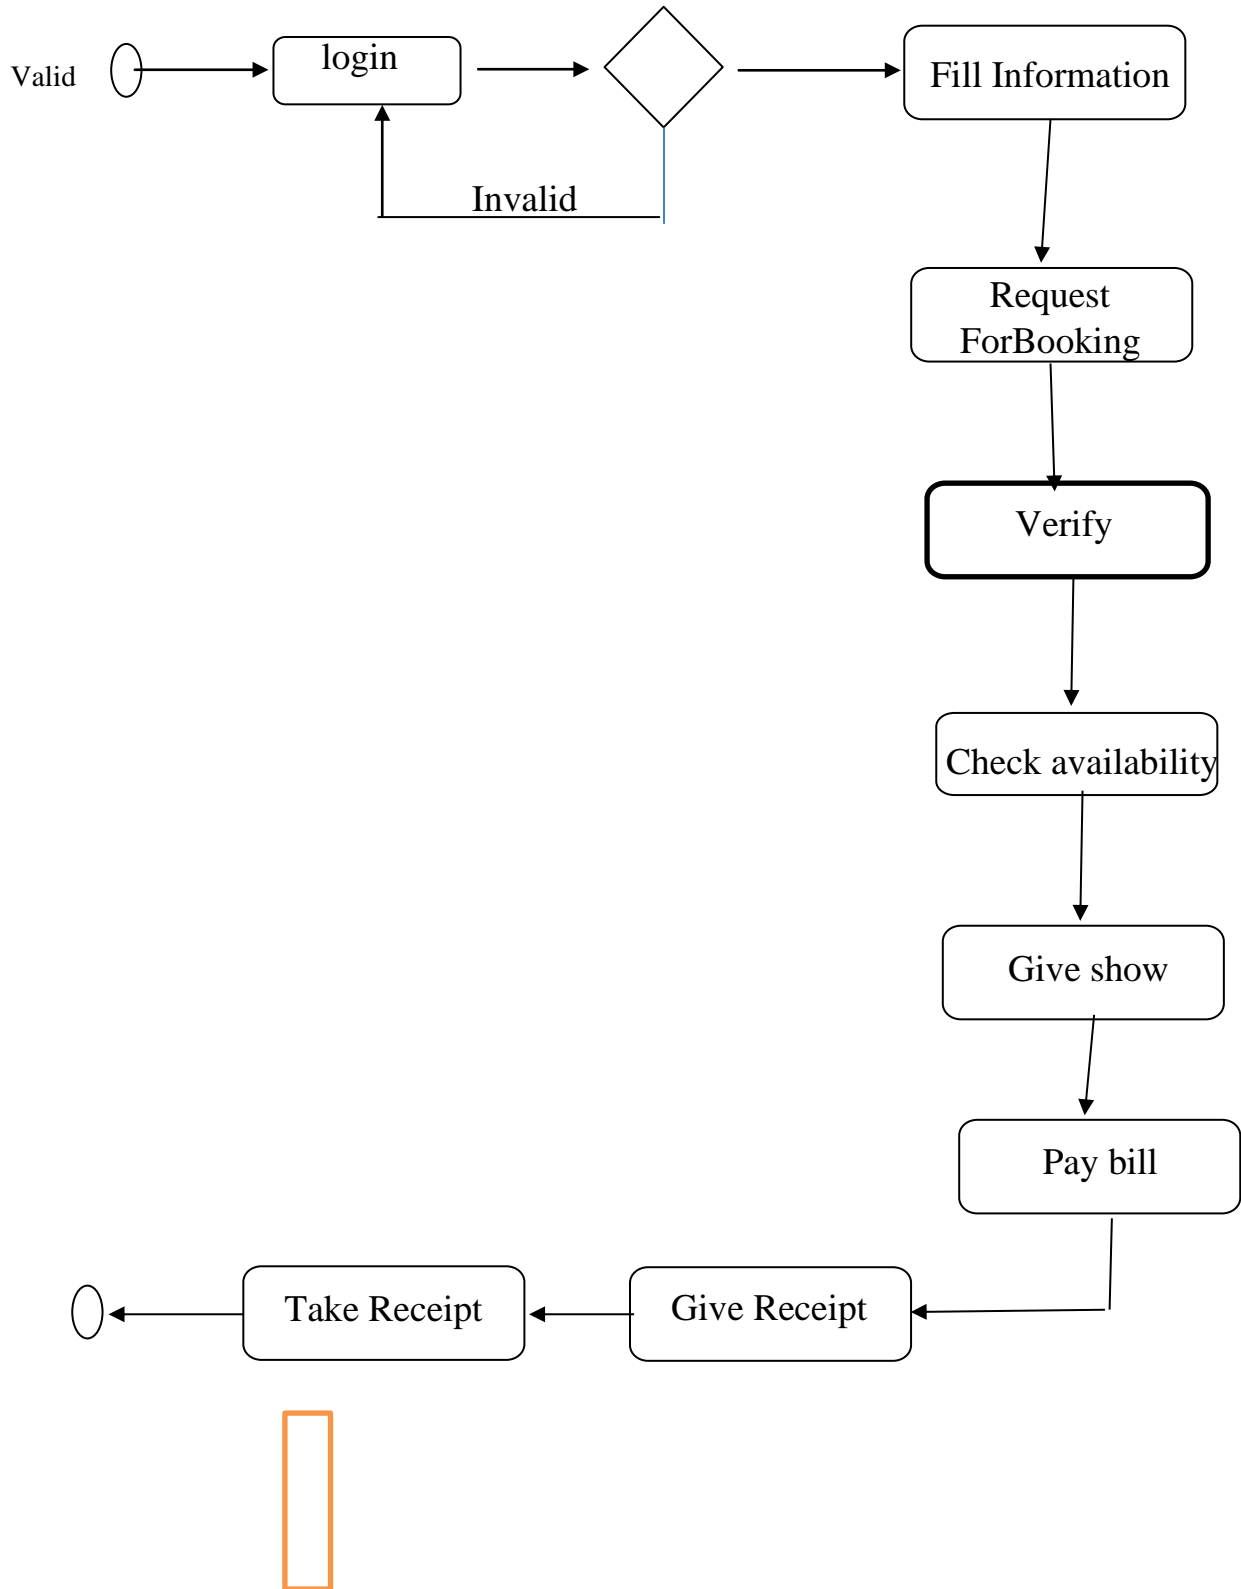 Valid
login
Fill Information
Invalid
Request
ForBooking
Verify
Check availability
Give show
Pay bill
Take Receipt
Give Receipt